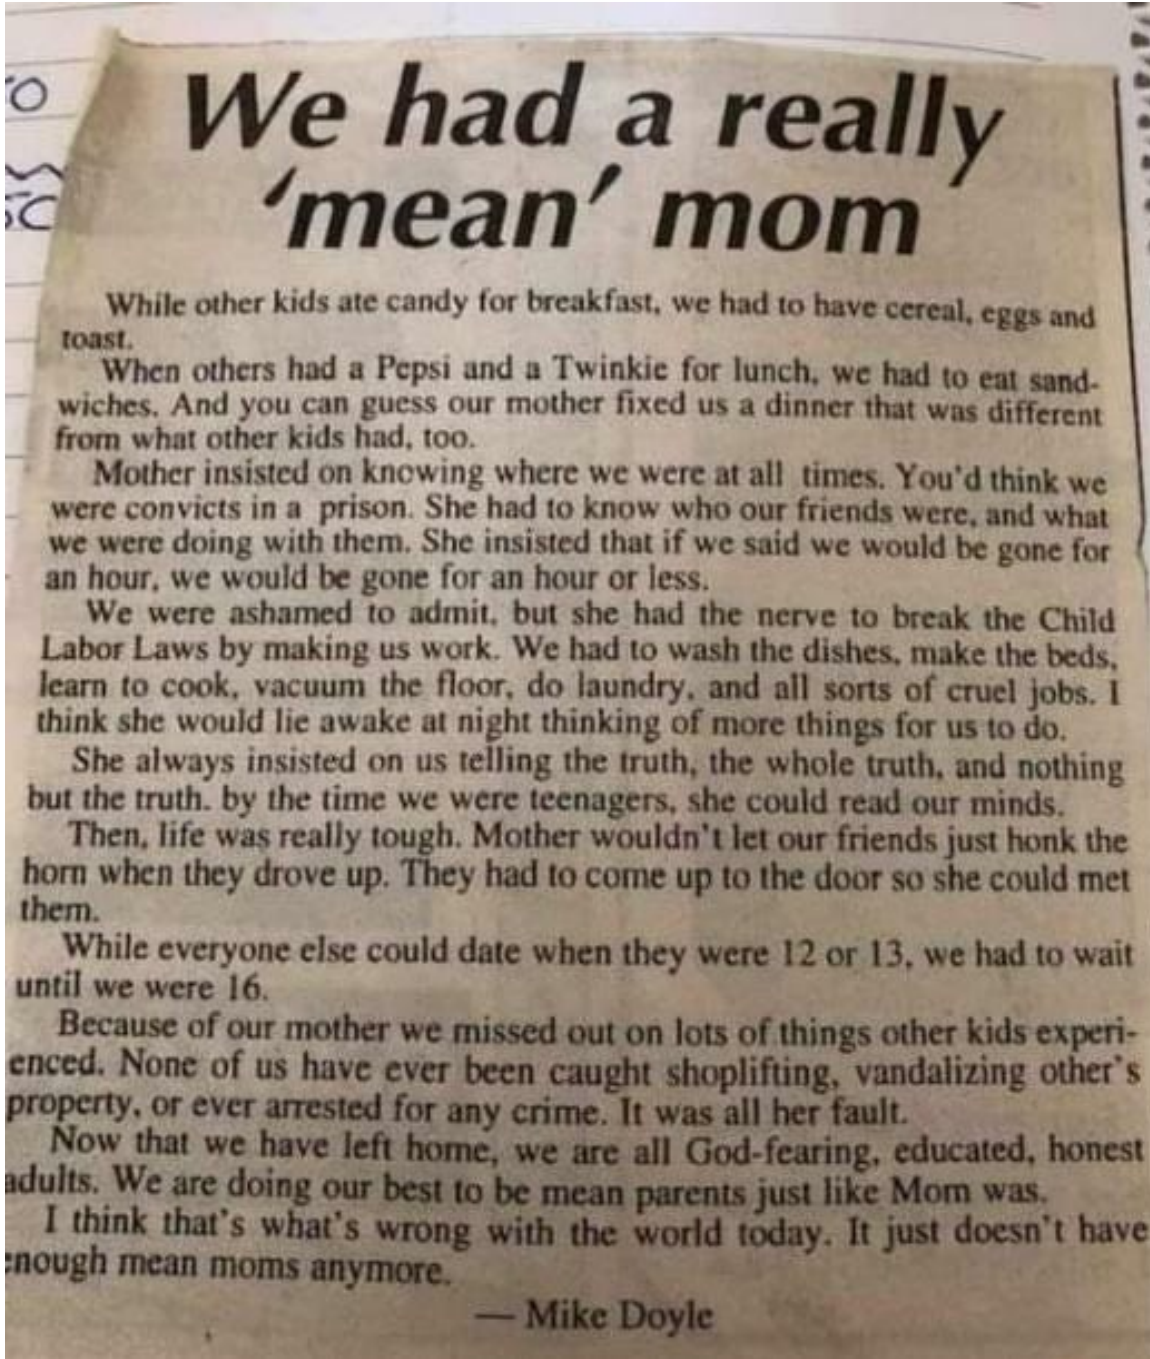 We had a really
'mean' mom
While other kids ate candy for breakfast, we had to have cereal, eggs and
toast.
When others had a Pepsi and a Twinkie for lunch, we had to eat sand-
wiches. And you can guess our mother fixed us a dinner that was different
from what other kids had, too.
Mother insisted on knowing where we were at all times. You'd think we
were convicts in a prison. She had to know who our friends were, and what
we were doing with them. She insisted that if we said we would be gone for
an hour, we would be gone for an hour or less.
We were ashamed to admit, but she had the nerve to break the Child
Labor Laws by making us work. We had to wash the dishes, make the beds,
learn to cook, vacuum the floor, do laundry, and all sorts of cruel jobs. I
think she would lie awake at night thinking of more things for us to do.
She always insisted on us telling the truth, the whole truth, and nothing
but the truth. by the time we were teenagers, she could read our minds.
Then, life was really tough. Mother wouldn't let our friends just honk the
horn when they drove up. They had to come up to the door so she could met
them.
While everyone else could date when they were 12 or 13, we had to wait
until we were 16.
Because of our mother we missed out on lots of things other kids experi-
enced. None of us have ever been caught shoplifting, vandalizing other's
property, or ever arrested for any crime. It was all her fault.
Now that we have left home, we are all God-fearing, educated, honest
adults. We are doing our best to be mean parents just like Mom was.
I think that's what's wrong with the world today. It just doesn't have
enough mean moms anymore.
— Mike Doyle